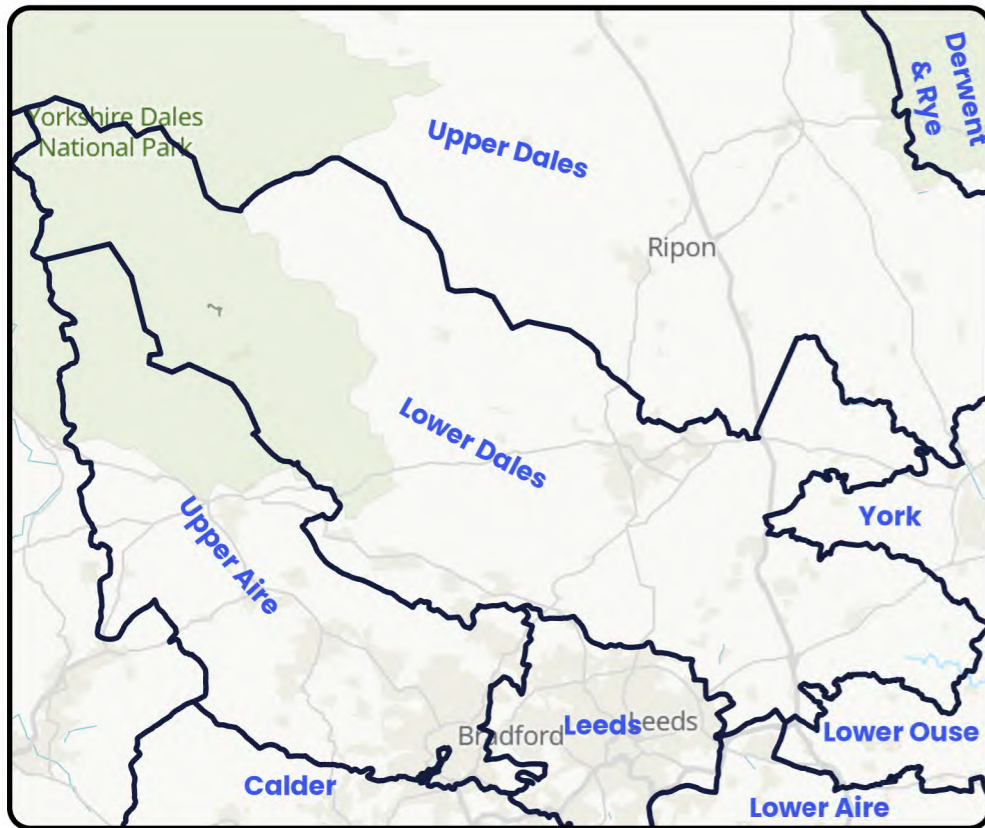 Derwent
& Rye
Yorkshire Dales
National Park
Upper Dales
Ripon
Lower Dales
Upper Aire
York
Bradford
Leeds
Leeds
Lower Ouse
Calder
Lower Aire